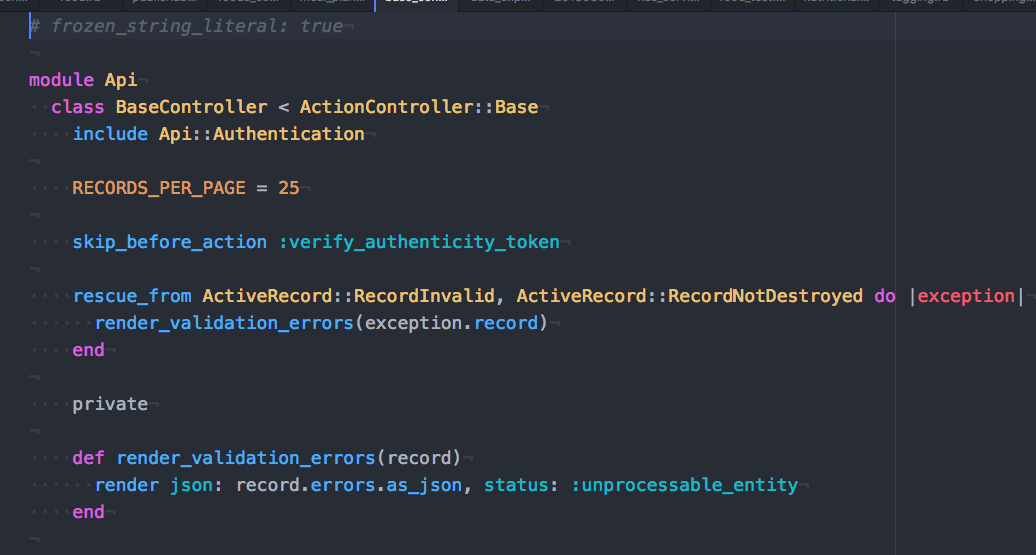 # frozen_string_literal: true
module Api
class BaseController < ActionController::Base
include Api::Authentication
RECORDS_PER_PAGE = 25
skip_before_action :verify_authenticity_token
rescue_from ActiveRecord::RecordInvalid, ActiveRecord::RecordNotDestroyed do |exception|
render_validation_errors(exception.record)
end
private
def render_validation_errors(record)
render json: record.errors.as_json, status: :unprocessable_entity
end